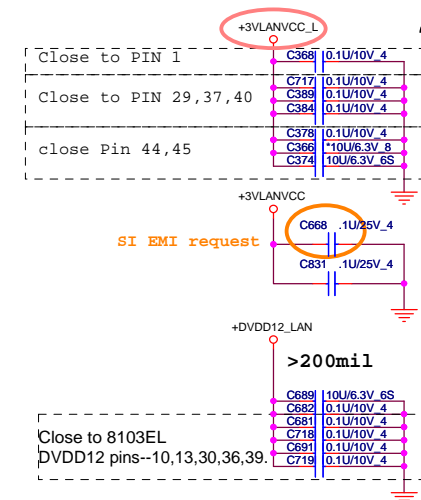 +3VLANVCC_L
Close to PIN 1
C368 0.1U/10V_4
C717 0.1U/10V_4
Close to PIN 29,37,40
C389 0.1U/10V_4
C384 0.1U/10V_4
C378 0.1U/10V_4
close Pin 44,45
C366 *10U/6.3V_8
C374 10U/6.3V_6S
+3VLANVCC
C668 .1U/25V_4
SI EMI request
C831 .1U/25V_4
+DVDD12_LAN
>200mil
C689 10U/6.3V_6S
C682 0.1U/10V_4
C681 0.1U/10V_4
C718 0.1U/10V_4
C691 0.1U/10V_4
C719 0.1U/10V_4
Close to 8103EL
DVDD12 pins--10,13,30,36,39.